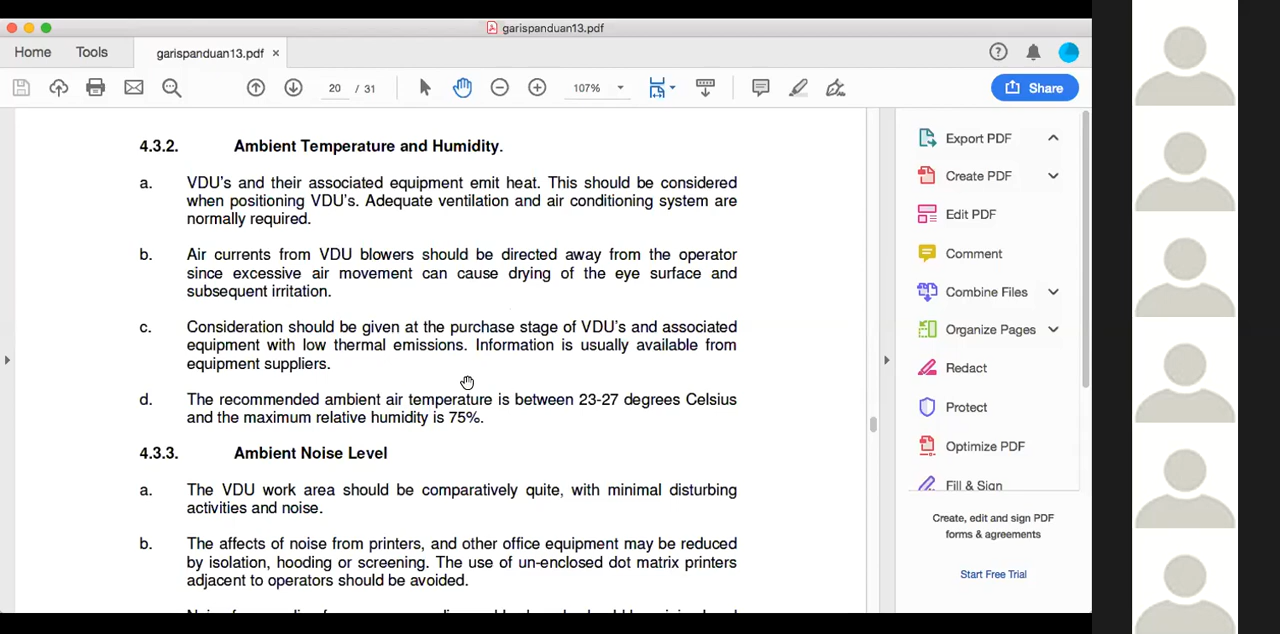 garispanduan13.pdf
Home Tools garispanduan13.pdf ×
20 / 31 107% Share
4.3.2. Ambient Temperature and Humidity.
a. VDU's and their associated equipment emit heat. This should be considered
when positioning VDU's. Adequate ventilation and air conditioning system are
normally required.
b. Air currents from VDU blowers should be directed away from the operator
since excessive air movement can cause drying of the eye surface and
subsequent irritation.
c. Consideration should be given at the purchase stage of VDU's and associated
equipment with low thermal emissions. Information is usually available from
equipment suppliers.
d. The recommended ambient air temperature is between 23-27 degrees Celsius
and the maximum relative humidity is 75%.
4.3.3. Ambient Noise Level
a. The VDU work area should be comparatively quite, with minimal disturbing
activities and noise.
b. The affects of noise from printers, and other office equipment may be reduced
by isolation, hooding or screening. The use of un-enclosed dot matrix printers
adjacent to operators should be avoided.
Export PDF
Create PDF
Edit PDF
Comment
Combine Files
Organize Pages
Redact
Protect
Optimize PDF
Fill & Sign
Create, edit and sign PDF
forms & agreements
Start Free Trial